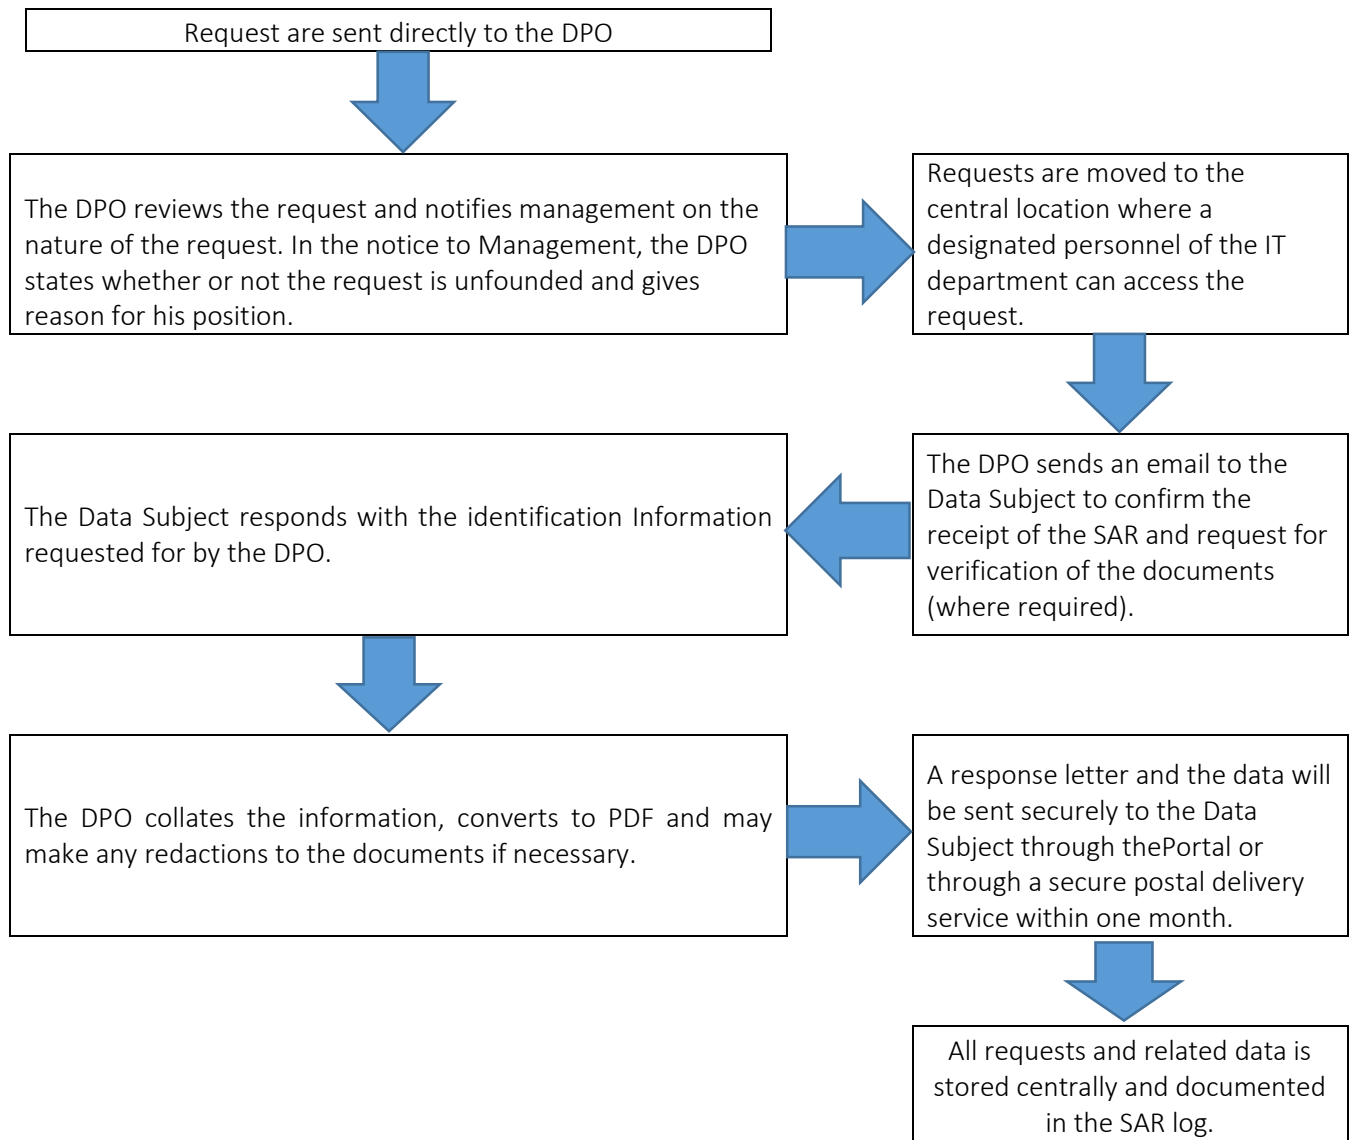 Request are sent directly to the DPO
The DPO reviews the request and notifies management on the
nature of the request. In the notice to Management, the DPO
states whether or not the request is unfounded and gives
reason for his position.
Requests are moved to the
central location where a
designated personnel of the IT
department can access the
request.
The DPO sends an email to the
Data Subject to confirm the
receipt of the SAR and request for
verification of the documents
(where required).
The Data Subject responds with the identification Information
requested for by the DPO.
The DPO collates the information, converts to PDF and may
make any redactions to the documents if necessary.
A response letter and the data will
be sent securely to the Data
Subject through thePortal or
through a secure postal delivery
service within one month.
All requests and related data is
stored centrally and documented
in the SAR log.